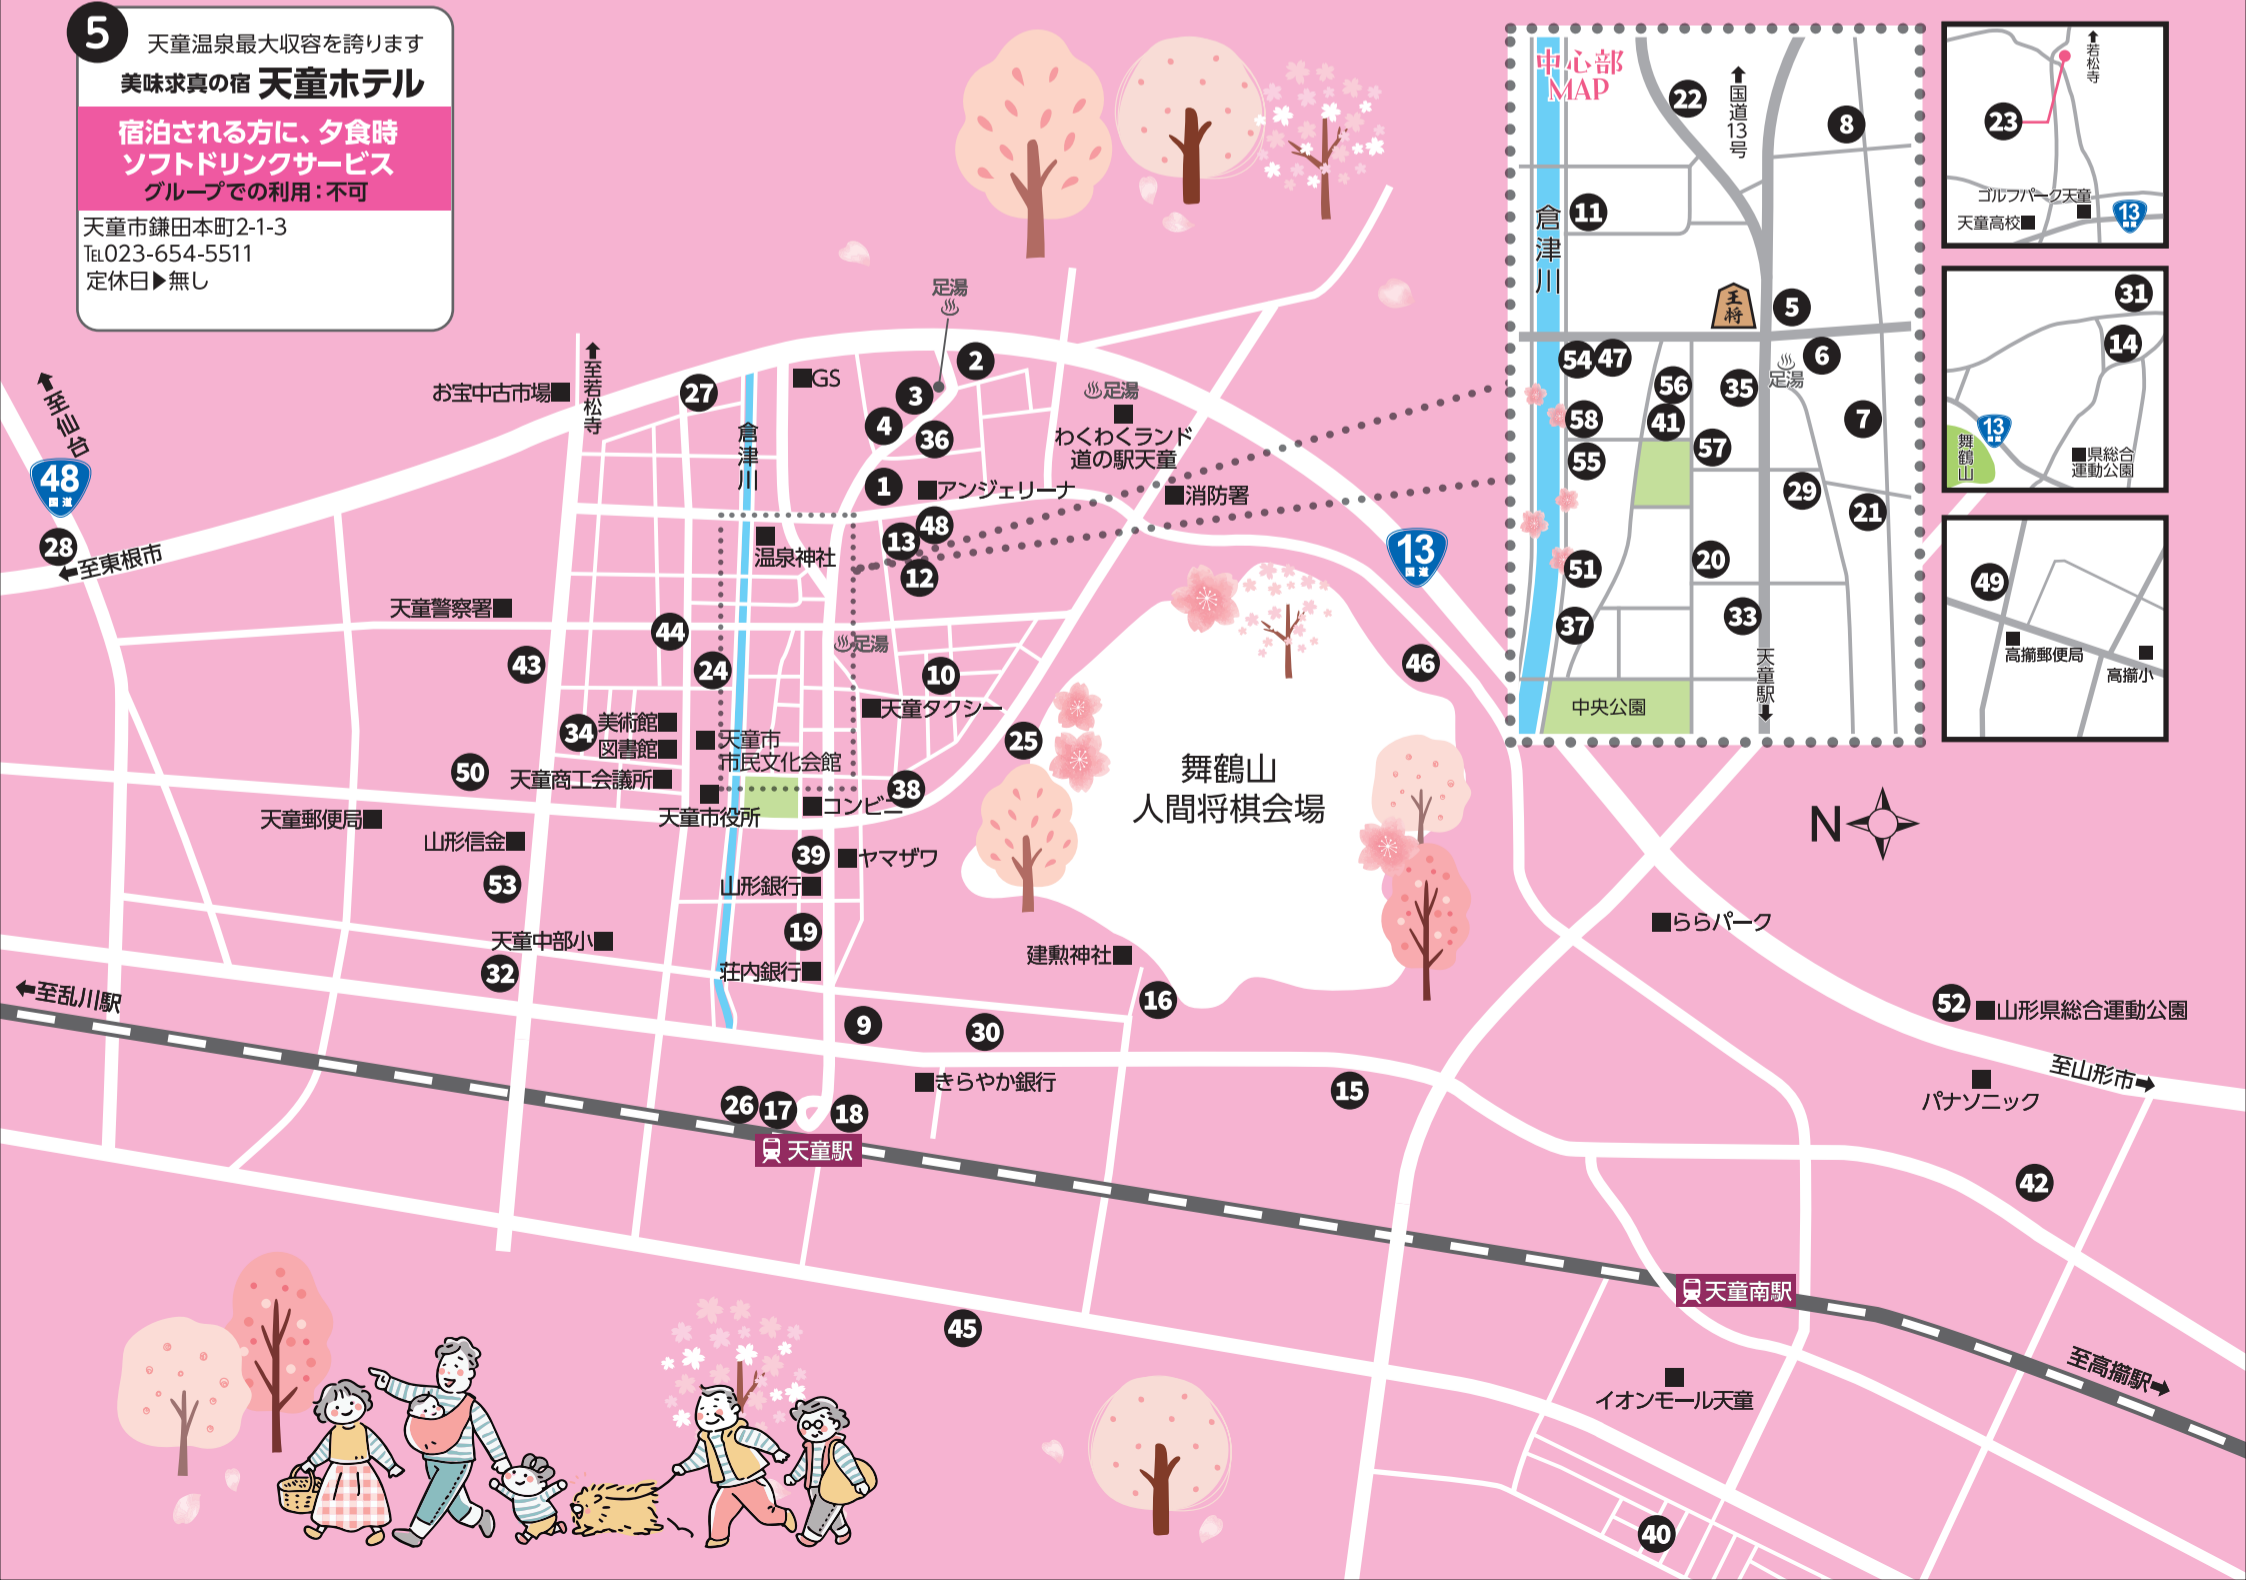 5
天童温泉最大収容を誇ります
美味求真の宿 天童ホテル
宿泊される方に、夕食時
ソフトドリンクサービス
グループでの利用：不可
天童市鎌田本町2-1-3
℡023-654-5511
定休日▶無し
足湯
2
GS
3
お宝中古市場
至若松寺
27
4
36
足湯
わくわくランド
道の駅天童
至仙台
48
国道
28
至東根市
倉津川
1
アンジェリーナ
消防署
48
13
12
温泉神社
13
国道
天童警察署
44
43
24
足湯
10
46
天童タクシー
34
美術館
図書館
天童市
市民文化会館
25
50
天童商工会議所
38
天童市役所
コンビニ
天童郵便局
山形信金
舞鶴山
人間将棋会場
39
ヤマザワ
53
山形銀行
19
天童中部小
32
荘内銀行
建勲神社
16
至乱川駅
9
30
きらやか銀行
15
26
17
18
天童駅
45
ららパーク
52
山形県総合運動公園
至山形市
パナソニック
42
天童南駅
至高擶駅
イオンモール天童
40
N
中心部
MAP
22
国道13号
8
11
倉津川
王将
5
54
47
6
足湯
56
35
58
41
7
57
55
29
21
51
20
37
33
天童駅
中央公園
若松寺
23
ゴルフパーク天童
天童高校
13
国道
31
14
13
国道
舞鶴山
県総合
運動公園
49
高擶郵便局
高擶小